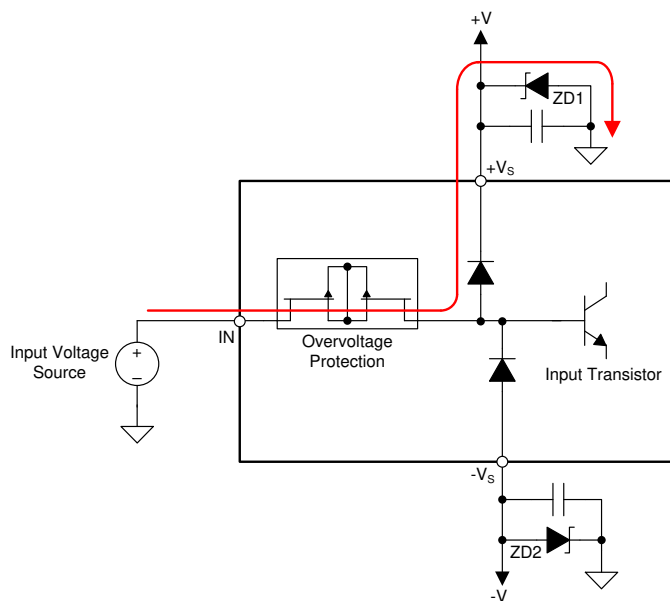 +V
ZD1
+VS
IN
Overvoltage
Protection
Input Voltage
Source
+
−
Input Transistor
-VS
ZD2
-V